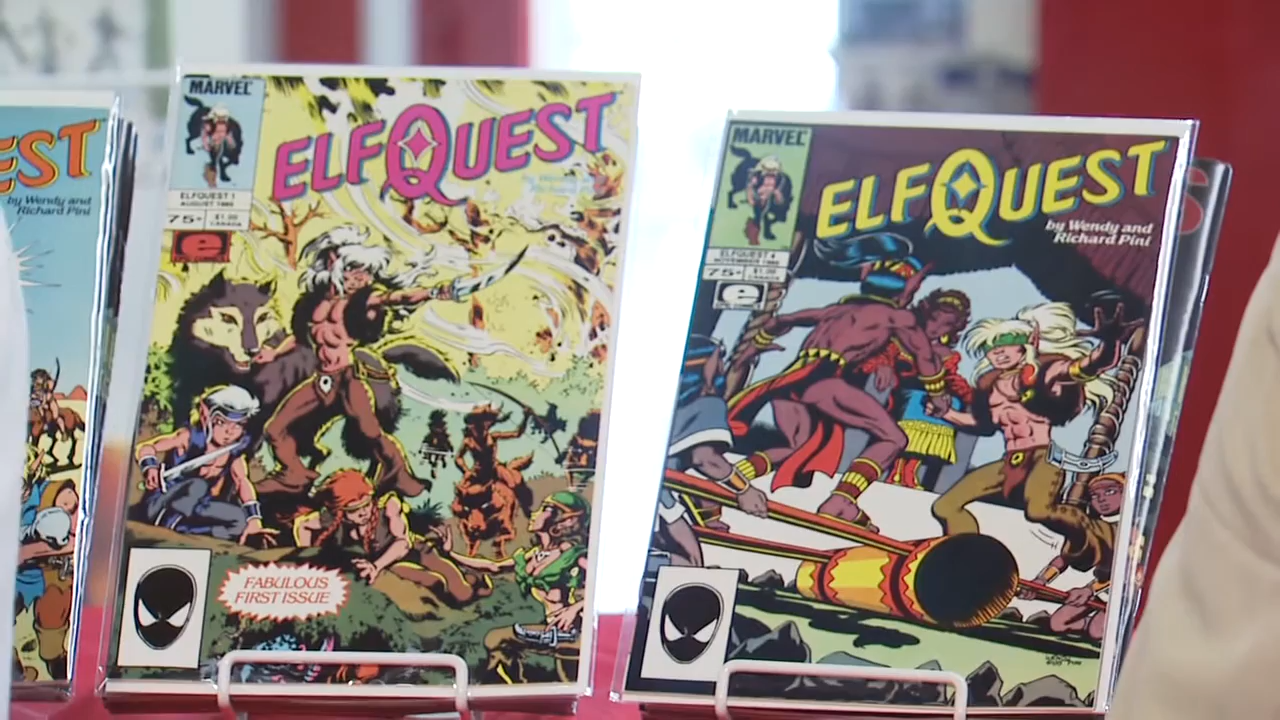 EST
by Wendy and
Richard Pini
MARVEL
ELFQUEST
ELFQUEST 1
AUGUST 1985
75¢ $1.00
CANADA
e
FABULOUS
FIRST ISSUE
MARVEL
ELFQUEST
by Wendy and
Richard Pini
ELFQUEST 4
NOVEMBER 1985
75¢ $1.00
CANADA
e
S